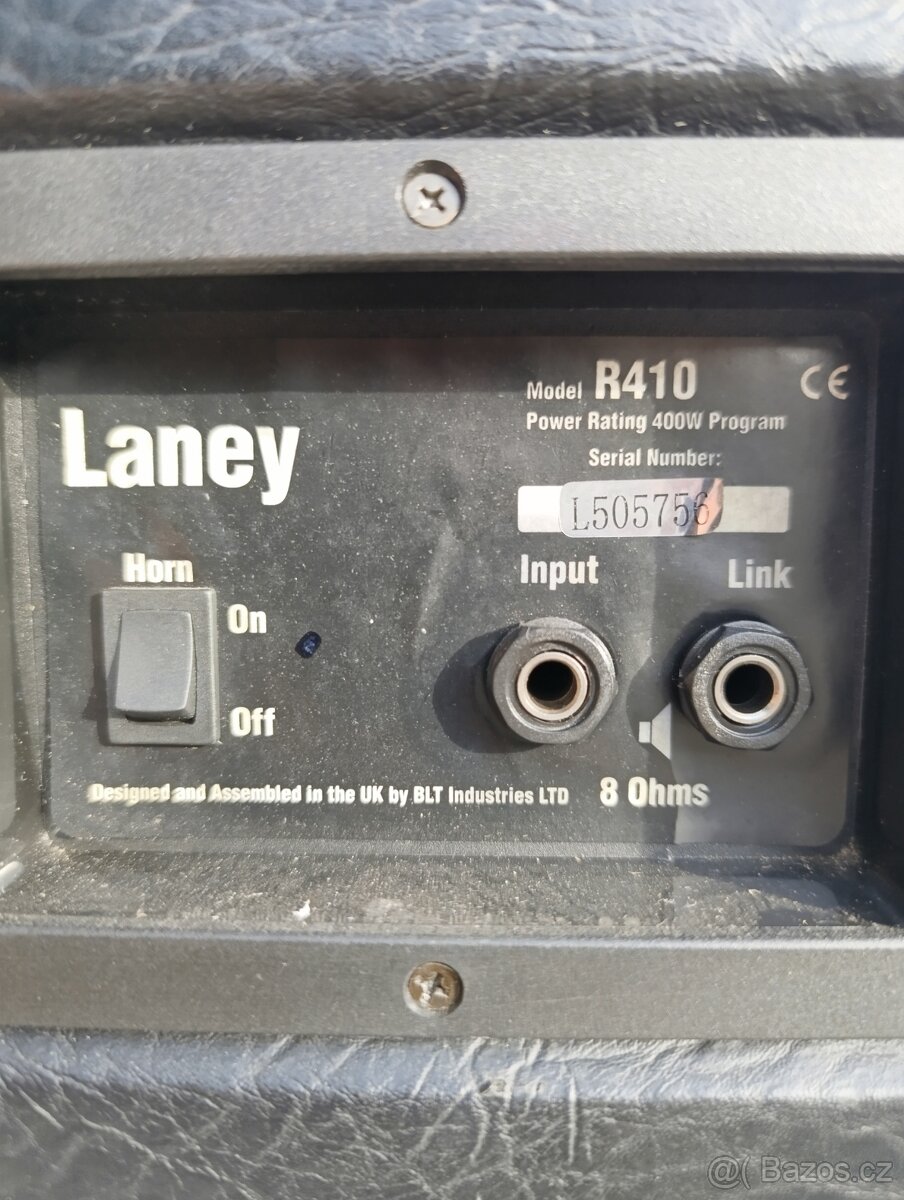 Model R410
CE
Power Rating 400W Program
Laney
Serial Number:
L505756
Horn
Input
Link
On
Off
Designed and Assembled in the UK by BLT Industries LTD
8 Ohms
@( Bazos.cz